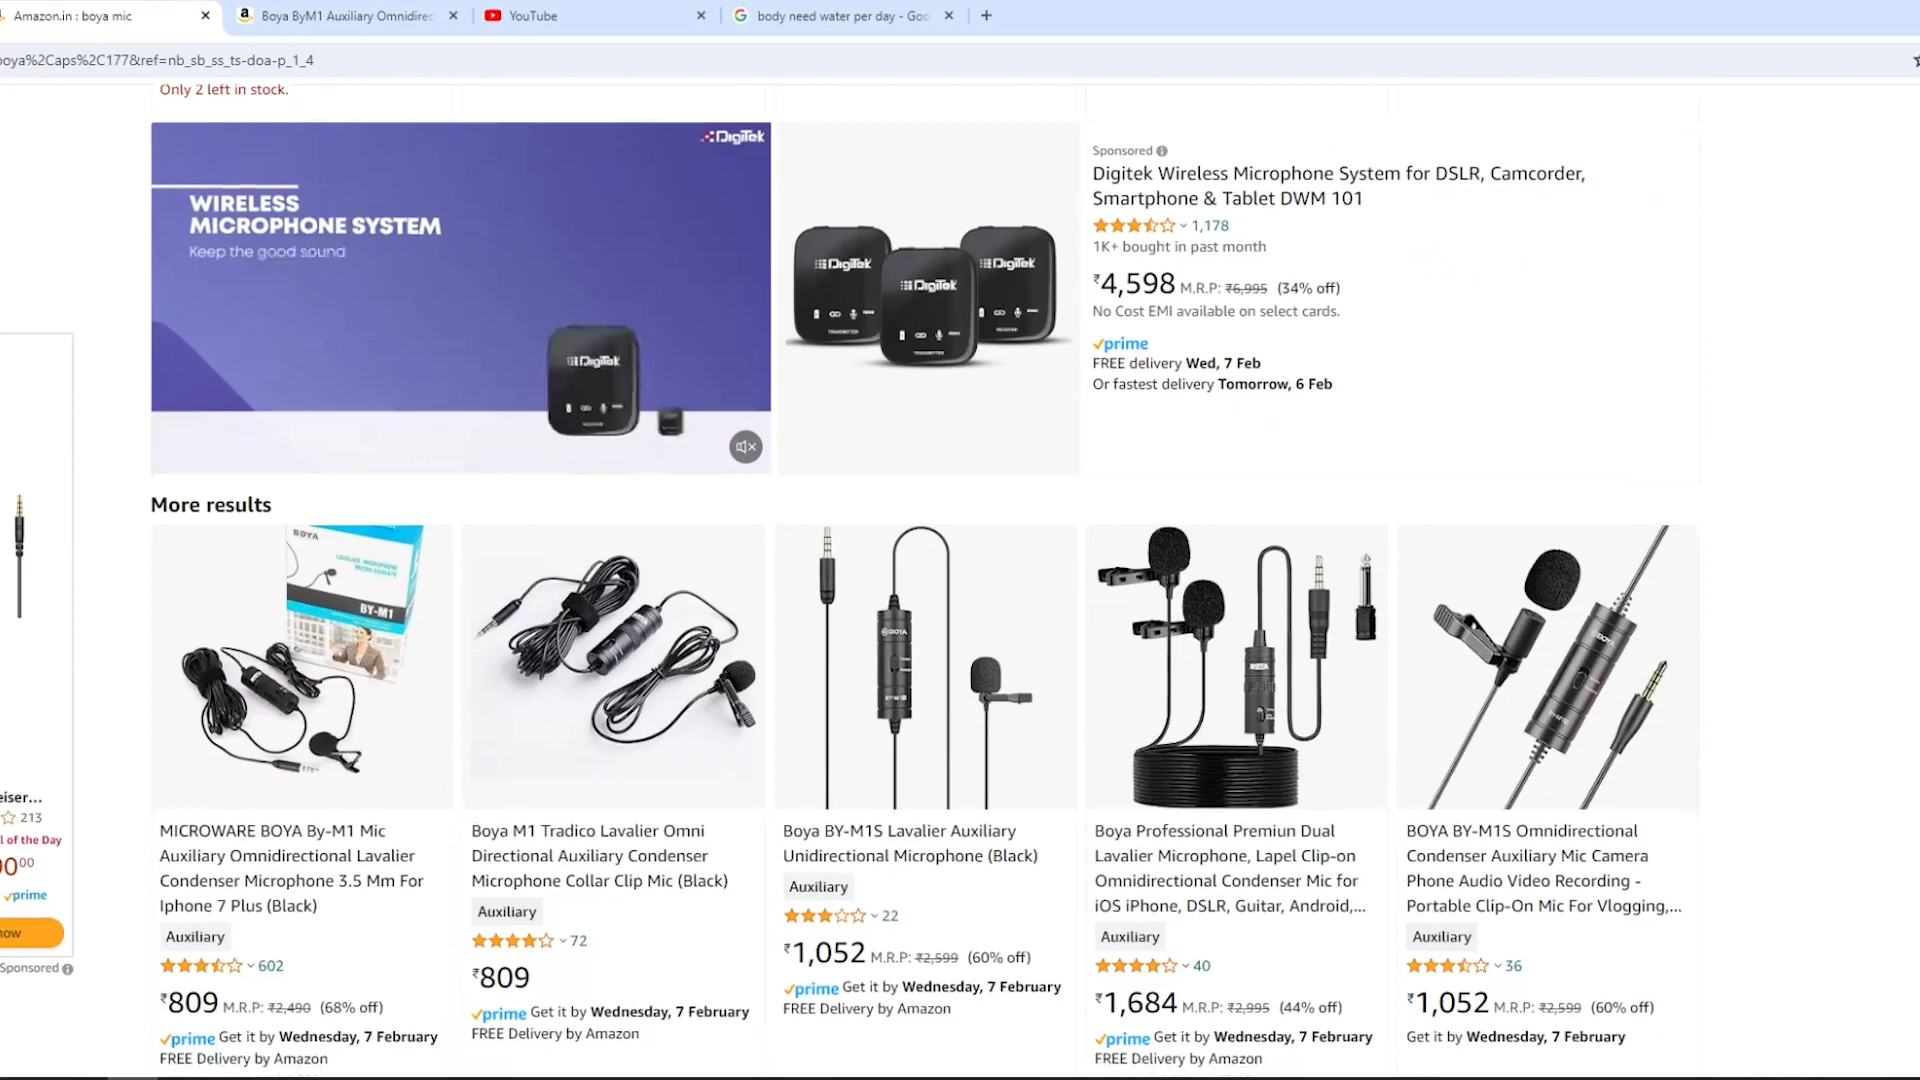 Amazon.in : boya mic
Boya ByM1 Auxiliary Omnidirec
YouTube
body need water per day - Goo
boya%2Caps%2C177&ref=nb_sb_ss_ts-doa-p_1_4
Only 2 left in stock.
DigiTek
WIRELESS
MICROPHONE SYSTEM
Keep the good sound
DigiTek
DigiTek
DigiTek
DigiTek
TRANSMITTER
TRANSMITTER
Sponsored
Digitek Wireless Microphone System for DSLR, Camcorder,
Smartphone & Tablet DWM 101
1,178
1K+ bought in past month
₹4,598 M.R.P: ₹6,995 (34% off)
No Cost EMI available on select cards.
prime
FREE delivery Wed, 7 Feb
Or fastest delivery Tomorrow, 6 Feb
eiser...
213
l of the Day
00⁰⁰
prime
now
Sponsored
More results
BOYA
LAVALIER MICROPHONE
BY-M1
BOYA
BOYA
MICROWARE BOYA By-M1 Mic
Auxiliary Omnidirectional Lavalier
Condenser Microphone 3.5 Mm For
Iphone 7 Plus (Black)
Auxiliary
602
₹809 M.R.P: ₹2,490 (68% off)
prime Get it by Wednesday, 7 February
FREE Delivery by Amazon
Boya M1 Tradico Lavalier Omni
Directional Auxiliary Condenser
Microphone Collar Clip Mic (Black)
Auxiliary
72
₹809
prime Get it by Wednesday, 7 February
FREE Delivery by Amazon
Boya BY-M1S Lavalier Auxiliary
Unidirectional Microphone (Black)
Auxiliary
22
₹1,052 M.R.P: ₹2,599 (60% off)
prime Get it by Wednesday, 7 February
FREE Delivery by Amazon
Boya Professional Premiun Dual
Lavalier Microphone, Lapel Clip-on
Omnidirectional Condenser Mic for
iOS iPhone, DSLR, Guitar, Android,...
Auxiliary
40
₹1,684 M.R.P: ₹2,995 (44% off)
prime Get it by Wednesday, 7 February
FREE Delivery by Amazon
BOYA BY-M1S Omnidirectional
Condenser Auxiliary Mic Camera
Phone Audio Video Recording -
Portable Clip-On Mic For Vlogging,...
Auxiliary
36
₹1,052 M.R.P: ₹2,599 (60% off)
Get it by Wednesday, 7 February